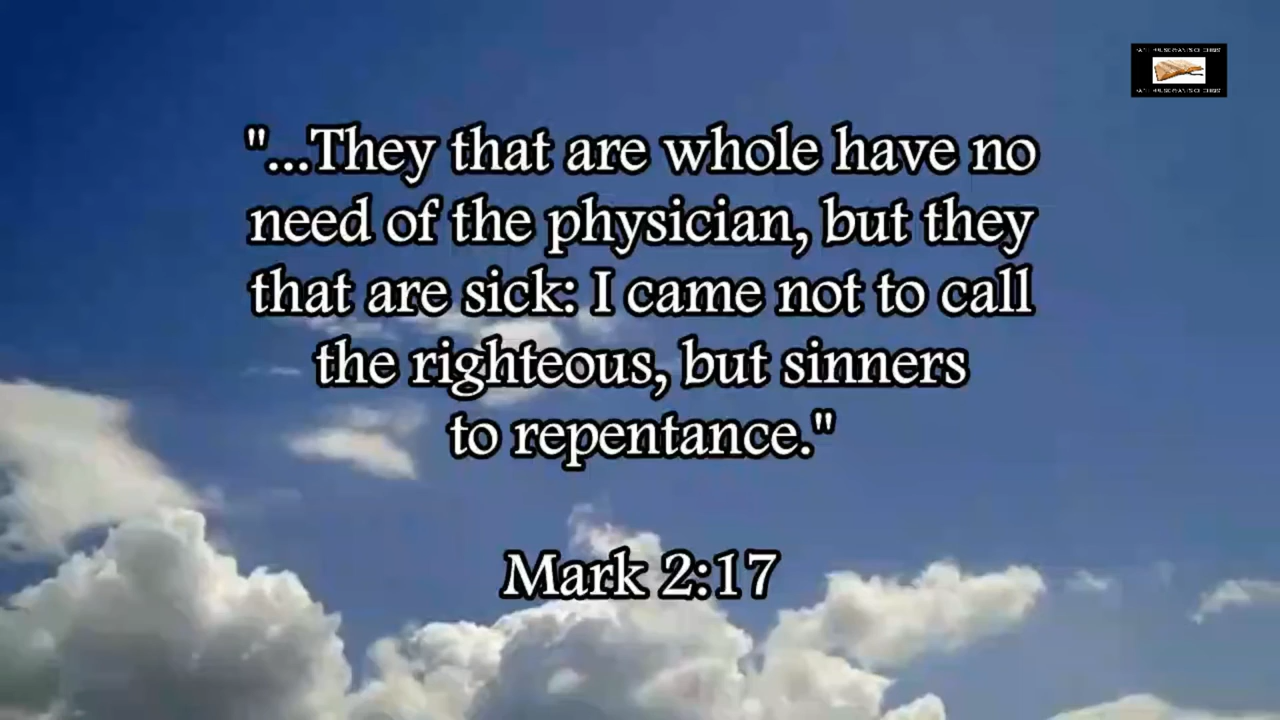 "...They that are whole have no
need of the physician, but they
that are sick: I came not to call
the righteous, but sinners
to repentance."
Mark 2:17